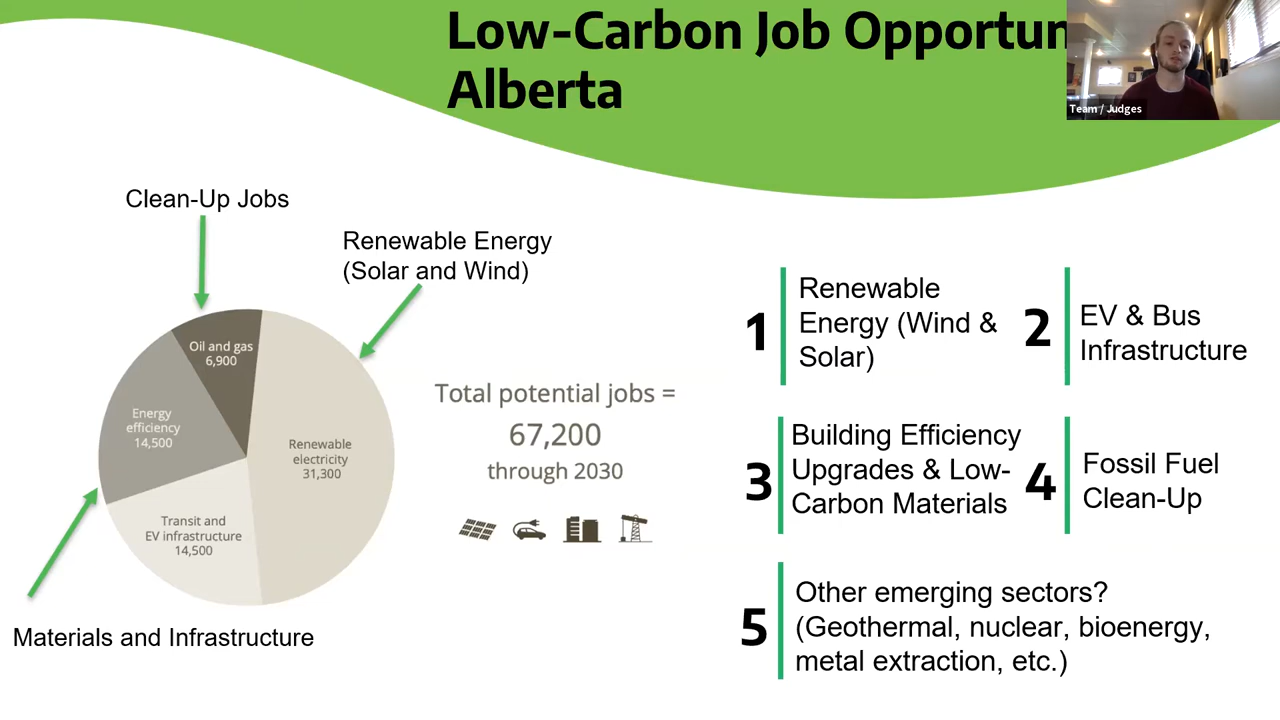 Low-Carbon Job Opportun
Alberta
Team / Judges
Clean-Up Jobs
Renewable Energy
(Solar and Wind)
Oil and gas
6,900
Energy
efficiency
14,500
Renewable
electricity
31,300
Transit and
EV infrastructure
14,500
Materials and Infrastructure
Total potential jobs =
67,200
through 2030
1
Renewable
Energy (Wind &
Solar)
2
EV & Bus
Infrastructure
3
Building Efficiency
Upgrades & Low-
Carbon Materials
4
Fossil Fuel
Clean-Up
5
Other emerging sectors?
(Geothermal, nuclear, bioenergy,
metal extraction, etc.)